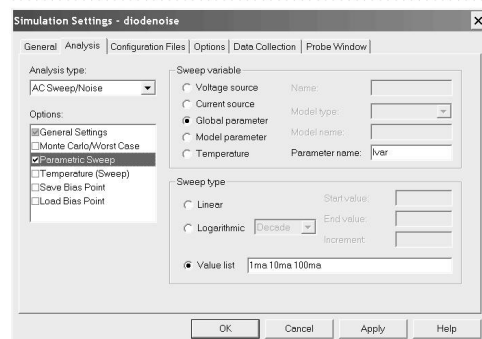 Simulation Settings - diodenoise
General Analysis Configuration Files Options Data Collection Probe Window
Analysis type:
AC Sweep/Noise
Options:
General Settings
Monte Carlo/Worst Case
Parametric Sweep
Temperature (Sweep)
Save Bias Point
Load Bias Point
Sweep variable
Voltage source
Current source
Global parameter
Model parameter
Temperature
Name:
Model type:
Model name:
Parameter name: Ivar
Sweep type
Linear
Logarithmic Decade
Start value:
End value:
Increment:
Value list 1ma 10ma 100ma
OK Cancel Apply Help